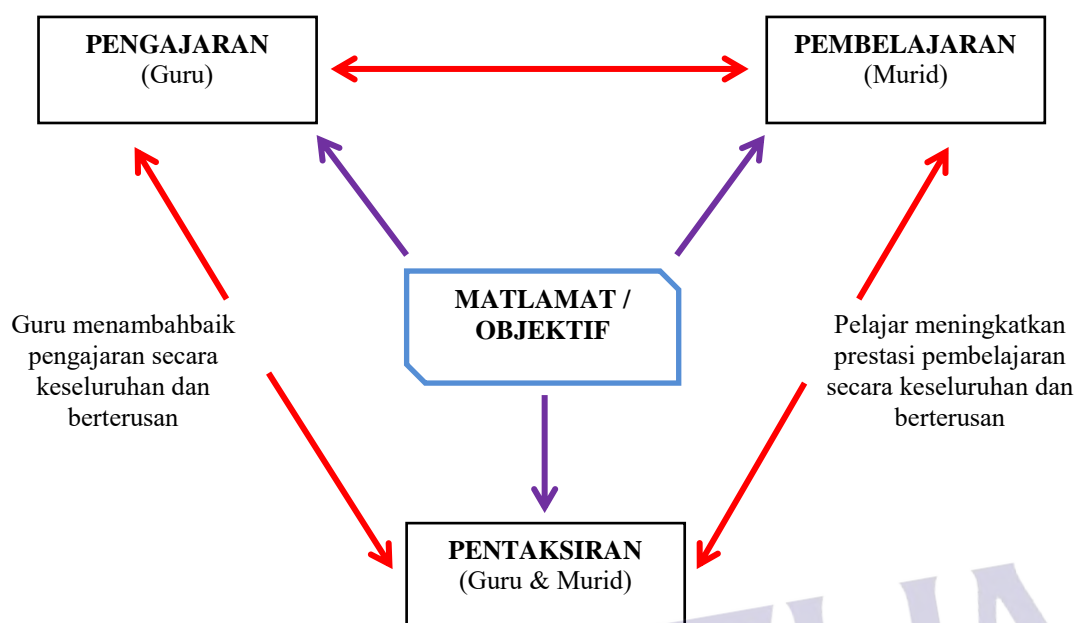 PENGAJARAN
(Guru)
PEMBELAJARAN
(Murid)
MATLAMAT /
OBJEKTIF
Guru menambahbaik
pengajaran secara
keseluruhan dan
berterusan
Pelajar meningkatkan
prestasi pembelajaran
secara keseluruhan dan
berterusan
PENTAKSIRAN
(Guru & Murid)